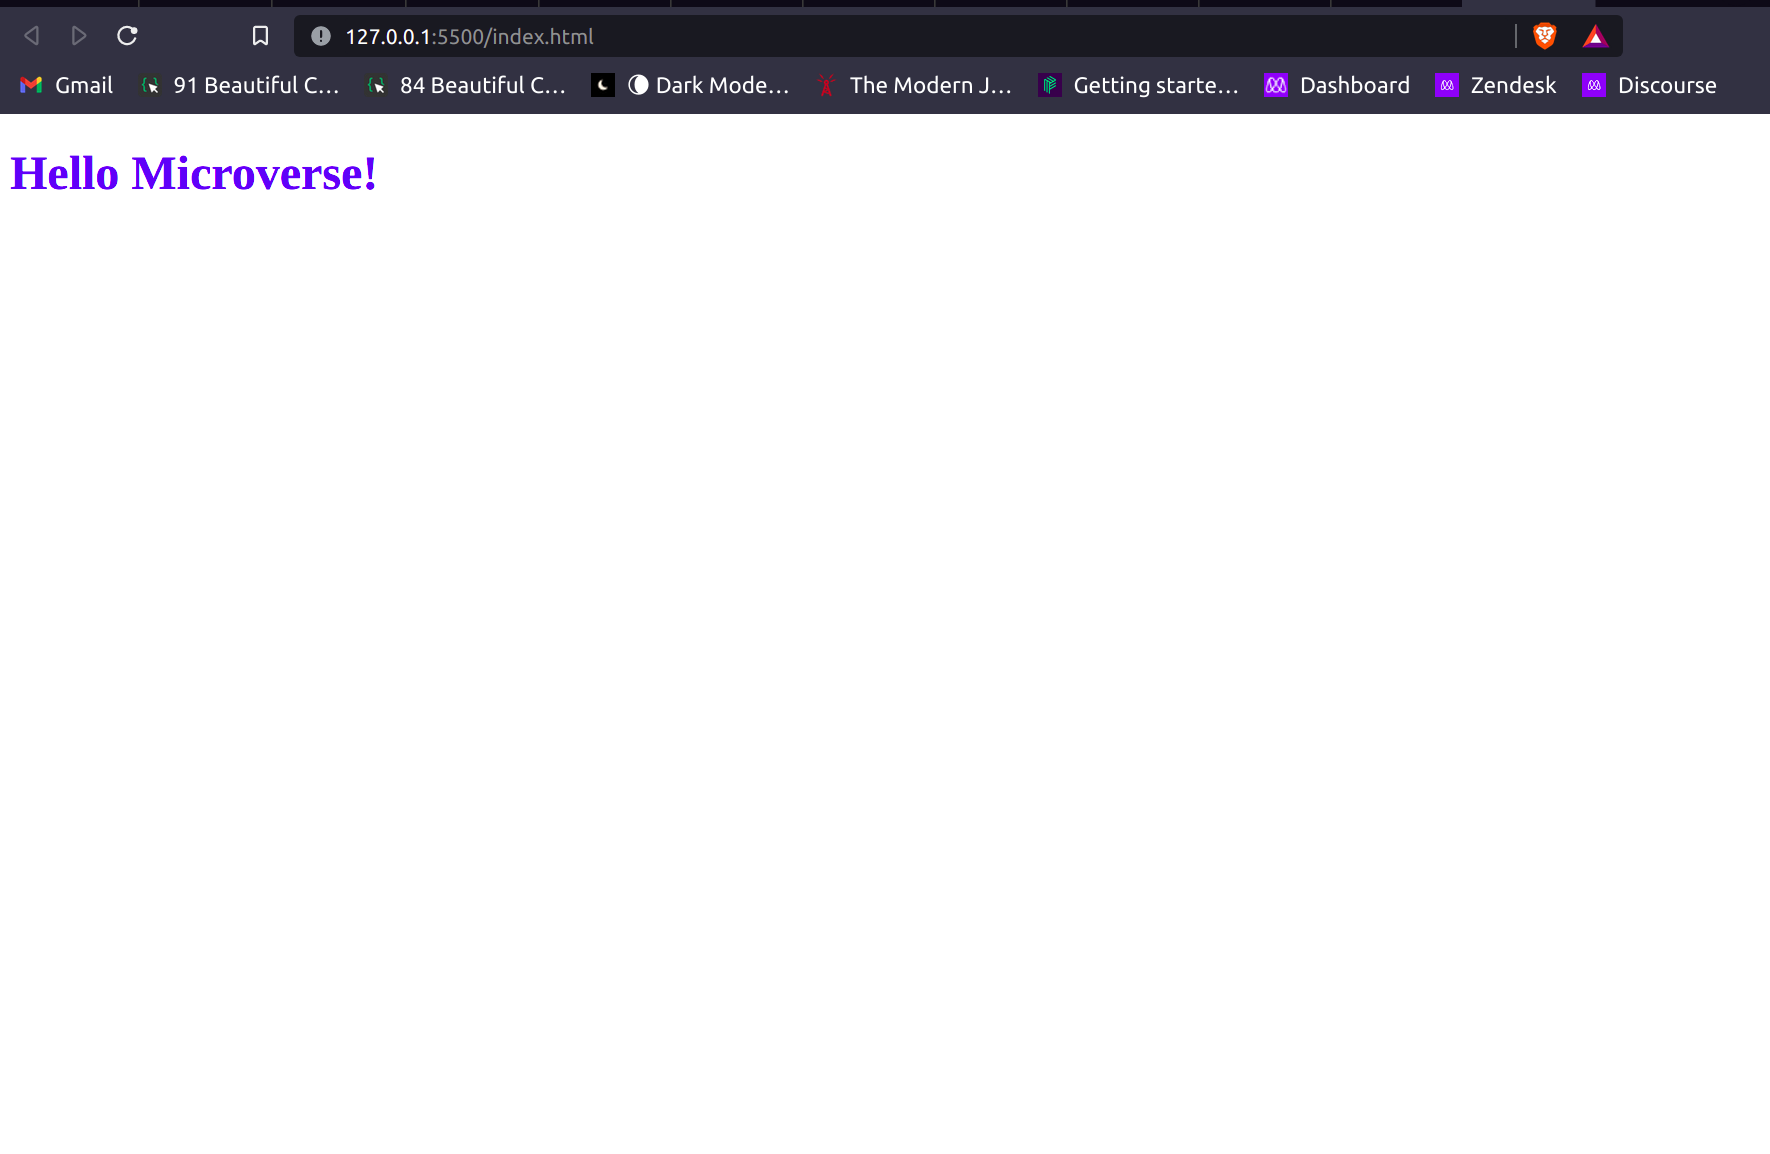 127.0.0.1:5500/index.html
Gmail 91 Beautiful C... 84 Beautiful C... Dark Mode... The Modern J... Getting starte... Dashboard Zendesk Discourse
Hello Microverse!